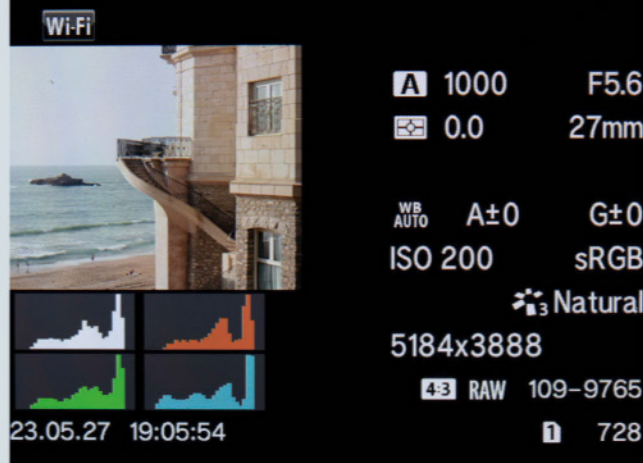 Wi-Fi
A 1000 F5.6
0.0 27mm
WB AUTO A±0 G±0
ISO 200 sRGB
3 Natural
5184x3888
4:3 RAW 109-9765
23.05.27 19:05:54 1 728